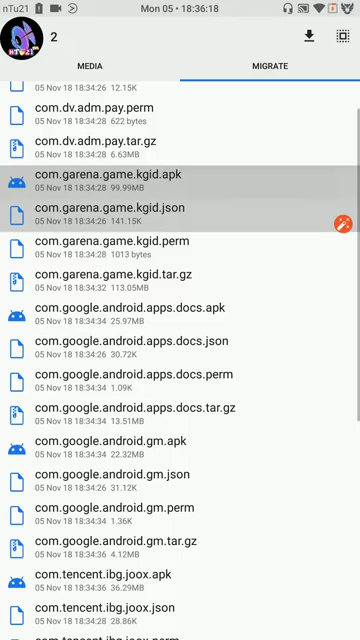 nTu21
Mon 05 • 18:36:18
NTU21
2
MEDIA
MIGRATE
05 Nov 18 18:34:26 12.15K
com.dv.adm.pay.perm
05 Nov 18 18:34:28 622 bytes
com.dv.adm.pay.tar.gz
05 Nov 18 18:34:28 6.63MB
com.garena.game.kgid.apk
05 Nov 18 18:34:28 99.99MB
com.garena.game.kgid.json
05 Nov 18 18:34:26 141.15K
com.garena.game.kgid.perm
05 Nov 18 18:34:28 1013 bytes
com.garena.game.kgid.tar.gz
05 Nov 18 18:34:32 113.05MB
com.google.android.apps.docs.apk
05 Nov 18 18:34:34 25.97MB
com.google.android.apps.docs.json
05 Nov 18 18:34:26 30.72K
com.google.android.apps.docs.perm
05 Nov 18 18:34:34 1.09K
com.google.android.apps.docs.tar.gz
05 Nov 18 18:34:34 13.51MB
com.google.android.gm.apk
05 Nov 18 18:34:34 22.32MB
com.google.android.gm.json
05 Nov 18 18:34:26 31.12K
com.google.android.gm.perm
05 Nov 18 18:34:34 1.36K
com.google.android.gm.tar.gz
05 Nov 18 18:34:36 4.12MB
com.tencent.ibg.joox.apk
05 Nov 18 18:34:36 36.29MB
com.tencent.ibg.joox.json
05 Nov 18 18:34:28 28.86K
com.tencent.ibg.joox.perm